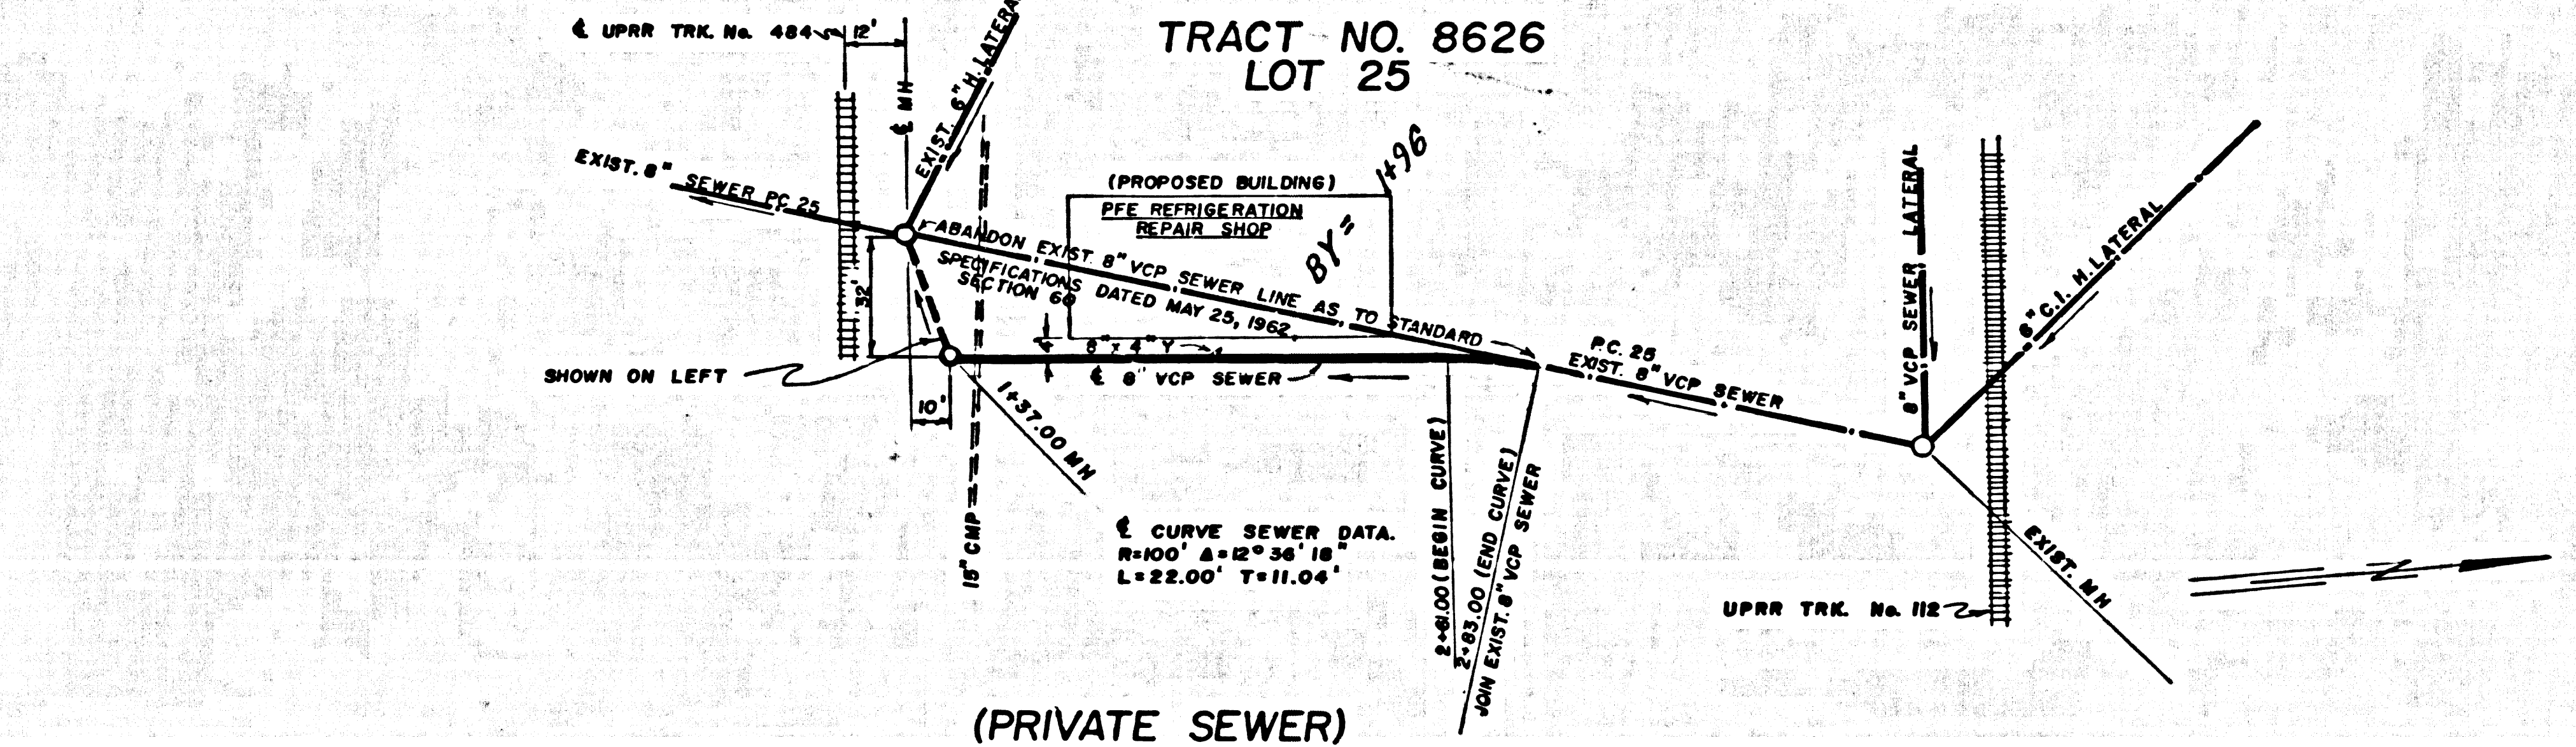 TRACT NO. 8626
LOT 25
℄ UPRR TRK. No. 484
12'
℄ MH
EXIST. 6" H. LATERAL
EXIST. 8" SEWER PC 25
(PROPOSED BUILDING)
PFE REFRIGERATION
REPAIR SHOP
1+96
BY"
ABANDON EXIST. 8" VCP SEWER LINE AS TO STANDARD
SPECIFICATIONS DATED MAY 25, 1962.
SECTION 60
32'
4'
8" x 4" Y
℄ 8" VCP SEWER
SHOWN ON LEFT
10'
1+37.00 MH
15" CMP
℄ CURVE SEWER DATA.
R=100' Δ=12° 36' 18"
L=22.00' T=11.04'
2+61.00 (BEGIN CURVE)
2+83.00 (END CURVE)
JOIN EXIST. 8" VCP SEWER
P.C. 25
EXIST. 8" VCP SEWER
8" VCP SEWER LATERAL
6" C.I. H. LATERAL
EXIST. MH
UPRR TRK. No. 112
(PRIVATE SEWER)